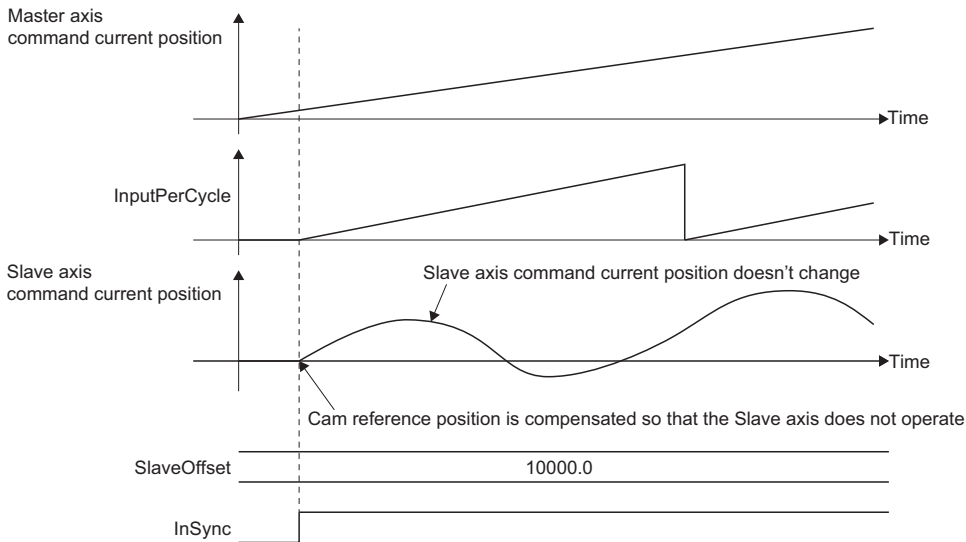 Master axis
command current position
Time
InputPerCycle
Time
Slave axis
command current position
Slave axis command current position doesn't change
Time
Cam reference position is compensated so that the Slave axis does not operate
SlaveOffset
10000.0
InSync